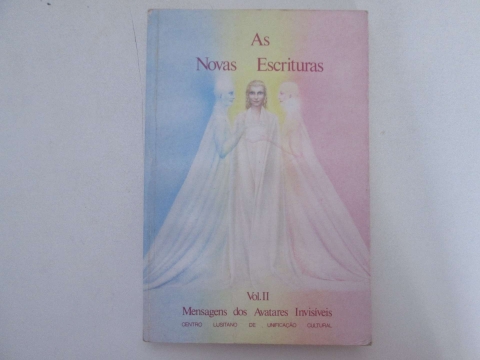 As
Novas Escrituras
Vol.II
Mensagens dos Avatares Invisíveis
CENTRO LUSITANO DE UNIFICAÇÃO CULTURAL